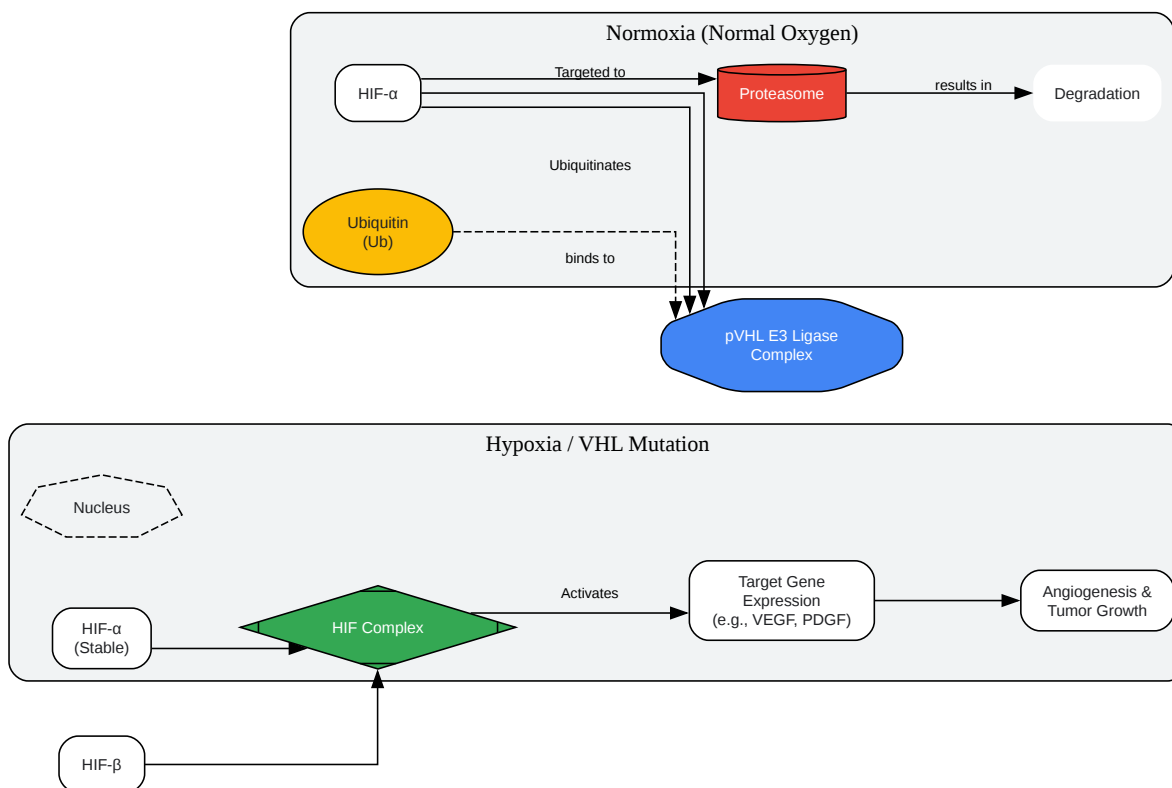 Normoxia (Normal Oxygen)
HIF-α
Targeted to
Proteasome
results in
Degradation
Ubiquitinates
Ubiquitin
(Ub)
binds to
pVHL E3 Ligase
Complex
Hypoxia / VHL Mutation
Nucleus
HIF-α
(Stable)
HIF Complex
Activates
Target Gene
Expression
(e.g., VEGF, PDGF)
Angiogenesis &
Tumor Growth
HIF-β